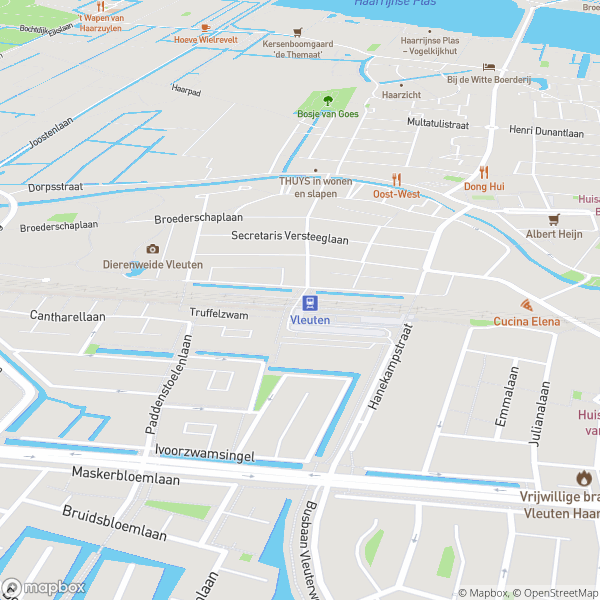 Haarrijnse Plas
't Wapen van
Haarzuylen
Bochtdijk
Eikslaan
Hoeve Wielrevelt
Kersenboomgaard
'de Themaat'
Haarrijnse Plas
- Vogelkijkhut
Bij de Witte Boerderij
Haarpad
Haarzicht
Bosje van Goes
Joostenlaan
Multatulistraat
Henri Dunantlaan
Dorpsstraat
THUYS in wonen
en slapen
Oost-West
Dong Hui
Huisa
Broederschaplaan
Broederschaplaan
Secretaris Versteeglaan
Albert Heijn
Dierenweide Vleuten
Cantharellaan
Truffelzwam
Vleuten
Cucina Elena
Paddenstoelenlaan
Hanekampstraat
Emmalaan
Julianalaan
Huis
van
Ivoorzwamsingel
Maskerbloemlaan
Vrijwillige bra
Vleuten Haar
Bruidsbloemlaan
Busbaan Vleuterwe
mapbox
© Mapbox, © OpenStreetMap